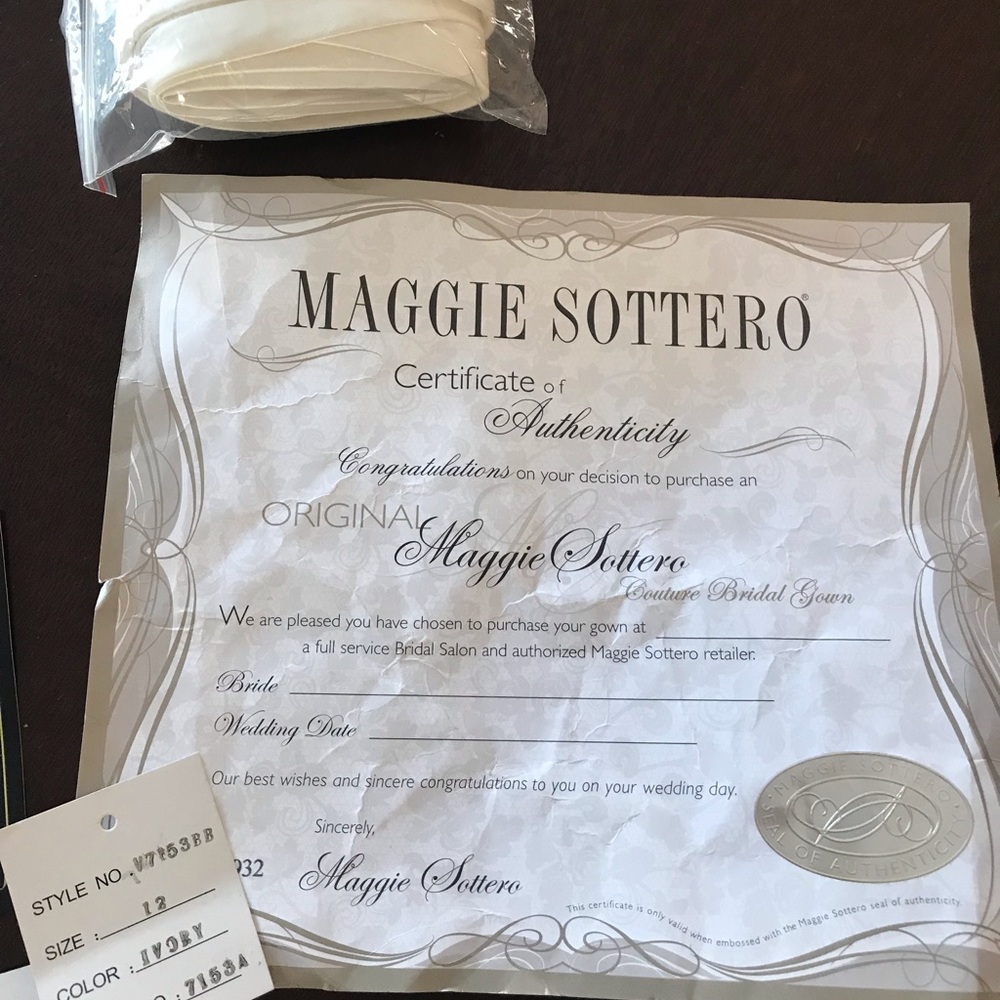 MAGGIE SOTTERO®
Certificate of
Authenticity
Congratulations on your decision to purchase an
ORIGINAL
Maggie Sottero
Couture Bridal Gown
We are pleased you have chosen to purchase your gown at
a full service Bridal Salon and authorized Maggie Sottero retailer.
Bride
Wedding Date
Our best wishes and sincere congratulations to you on your wedding day.
Sincerely,
932
Maggie Sottero
MAGGIE SOTTERO
SEAL OF AUTHENTICITY
This certificate is only valid when embossed with the Maggie Sottero seal of authenticity.
STYLE NO. V7153BB
SIZE : 12
COLOR : IVORY
O : 7153A